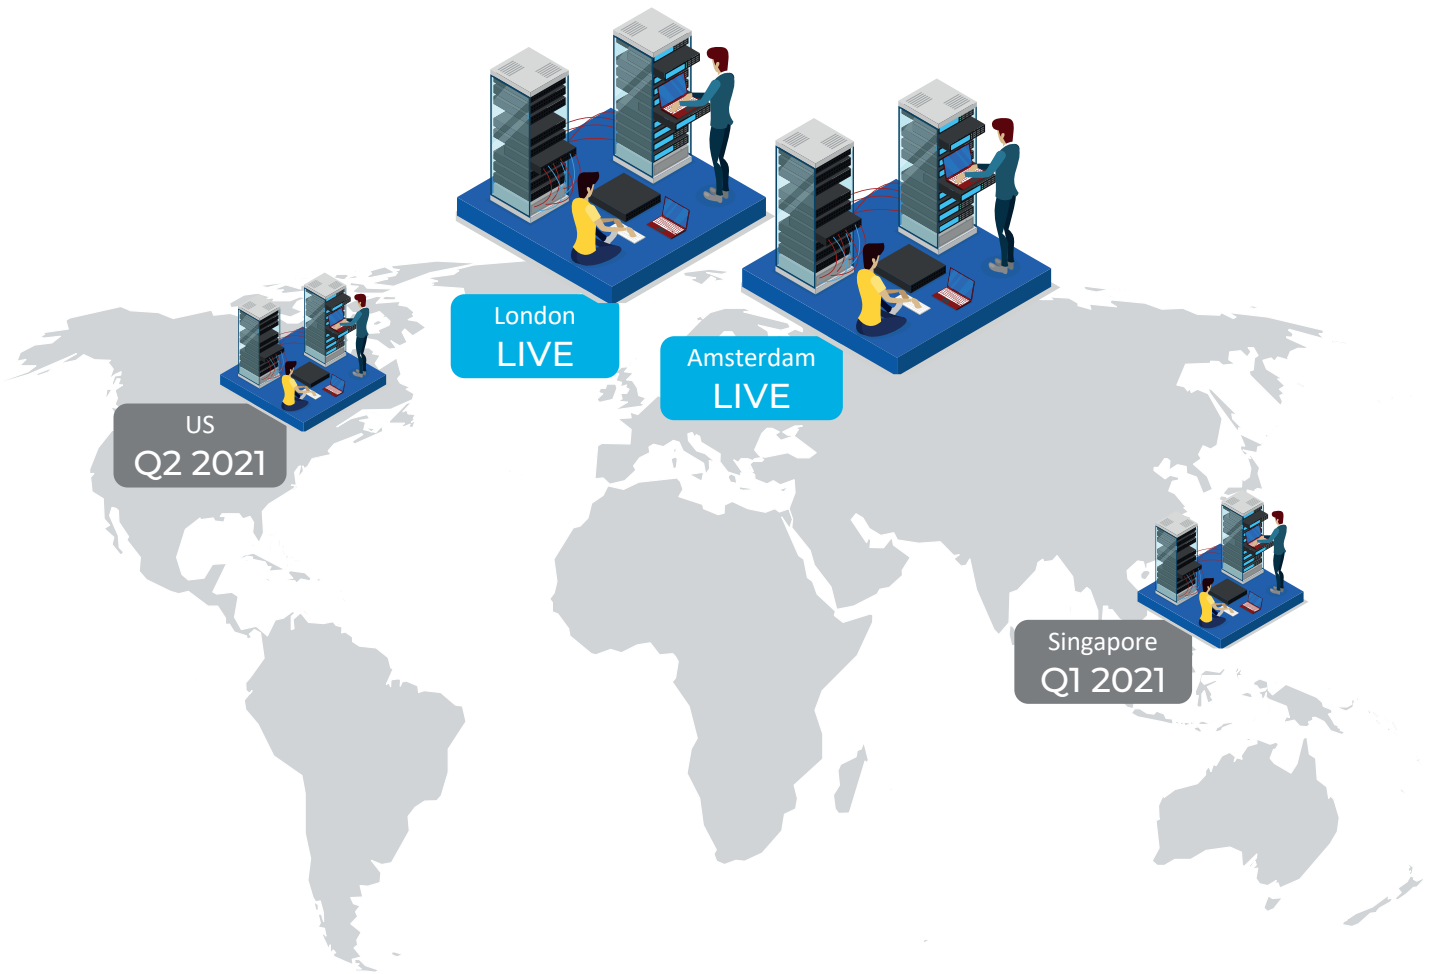 London
LIVE
Amsterdam
LIVE
US
Q2 2021
Singapore
Q1 2021